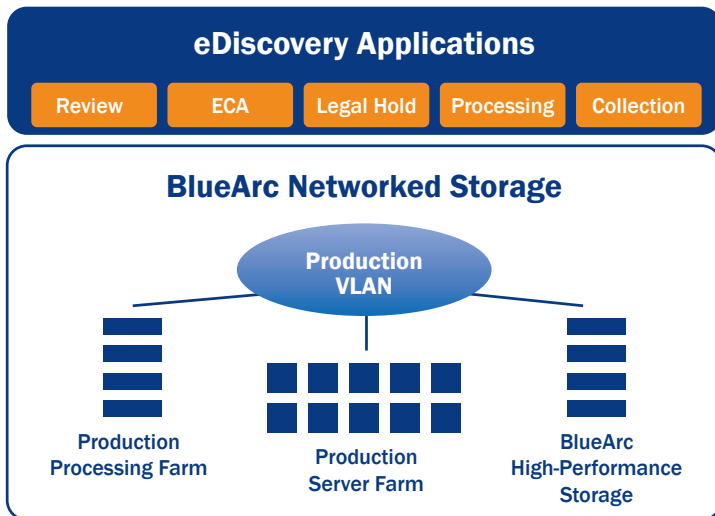 eDiscovery Applications
Review
ECA
Legal Hold
Processing
Collection
BlueArc Networked Storage
Production
VLAN
Production
Processing Farm
Production
Server Farm
BlueArc
High-Performance
Storage